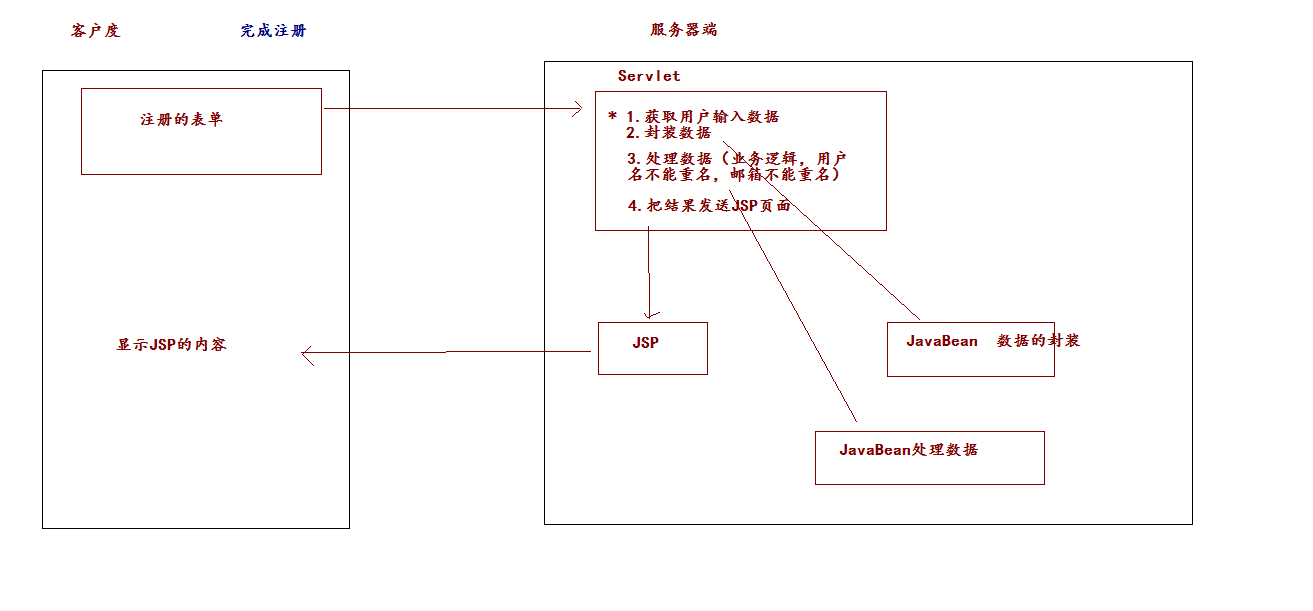 客户度
完成注册
服务器端
Servlet
注册的表单
* 1.获取用户输入数据
2.封装数据
3.处理数据（业务逻辑，用户
名不能重名，邮箱不能重名）
4.把结果发送JSP页面
显示JSP的内容
JSP
JavaBean 数据的封装
JavaBean处理数据